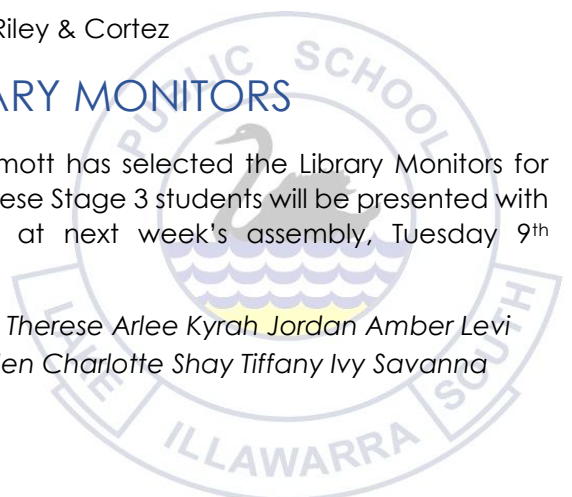 Riley & Cortez
ARY MONITORS
mott has selected the Library Monitors for
ese Stage 3 students will be presented with
at next week's assembly, Tuesday 9th
Therese Arlee Kyrah Jordan Amber Levi
en Charlotte Shay Tiffany Ivy Savanna
PUBLIC SCHOOL
LAKE ILLAWARRA SOUTH